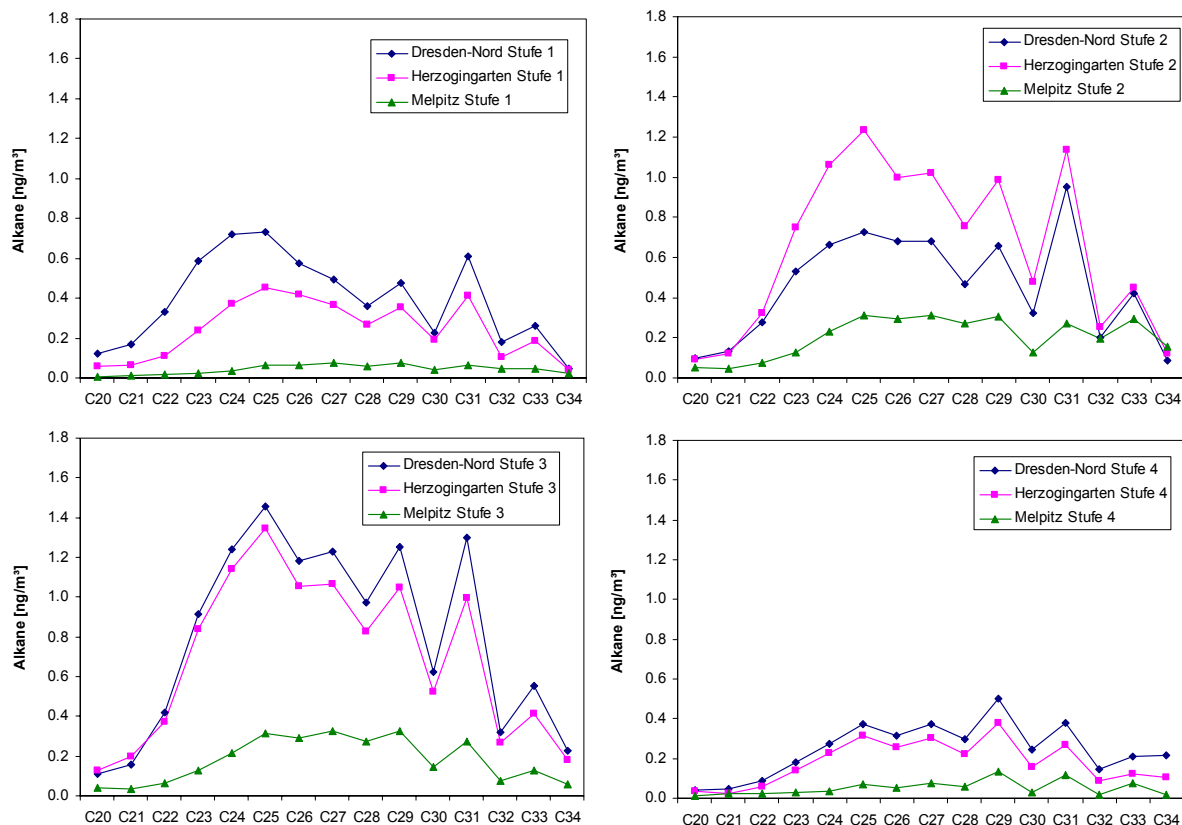 Alkane [ng/m³]
1.8
1.6
1.4
1.2
1.0
0.8
0.6
0.4
0.2
0.0
Dresden-Nord Stufe 1
Herzogingarten Stufe 1
Melpitz Stufe 1
C20 C21 C22 C23 C24 C25 C26 C27 C28 C29 C30 C31 C32 C33 C34
Alkane [ng/m³]
1.8
1.6
1.4
1.2
1.0
0.8
0.6
0.4
0.2
0.0
Dresden-Nord Stufe 2
Herzogingarten Stufe 2
Melpitz Stufe 2
C20 C21 C22 C23 C24 C25 C26 C27 C28 C29 C30 C31 C32 C33 C34
Alkane [ng/m³]
1.8
1.6
1.4
1.2
1.0
0.8
0.6
0.4
0.2
0.0
Dresden-Nord Stufe 3
Herzogingarten Stufe 3
Melpitz Stufe 3
C20 C21 C22 C23 C24 C25 C26 C27 C28 C29 C30 C31 C32 C33 C34
Alkane [ng/m³]
1.8
1.6
1.4
1.2
1.0
0.8
0.6
0.4
0.2
0.0
Dresden-Nord Stufe 4
Herzogingarten Stufe 4
Melpitz Stufe 4
C20 C21 C22 C23 C24 C25 C26 C27 C28 C29 C30 C31 C32 C33 C34